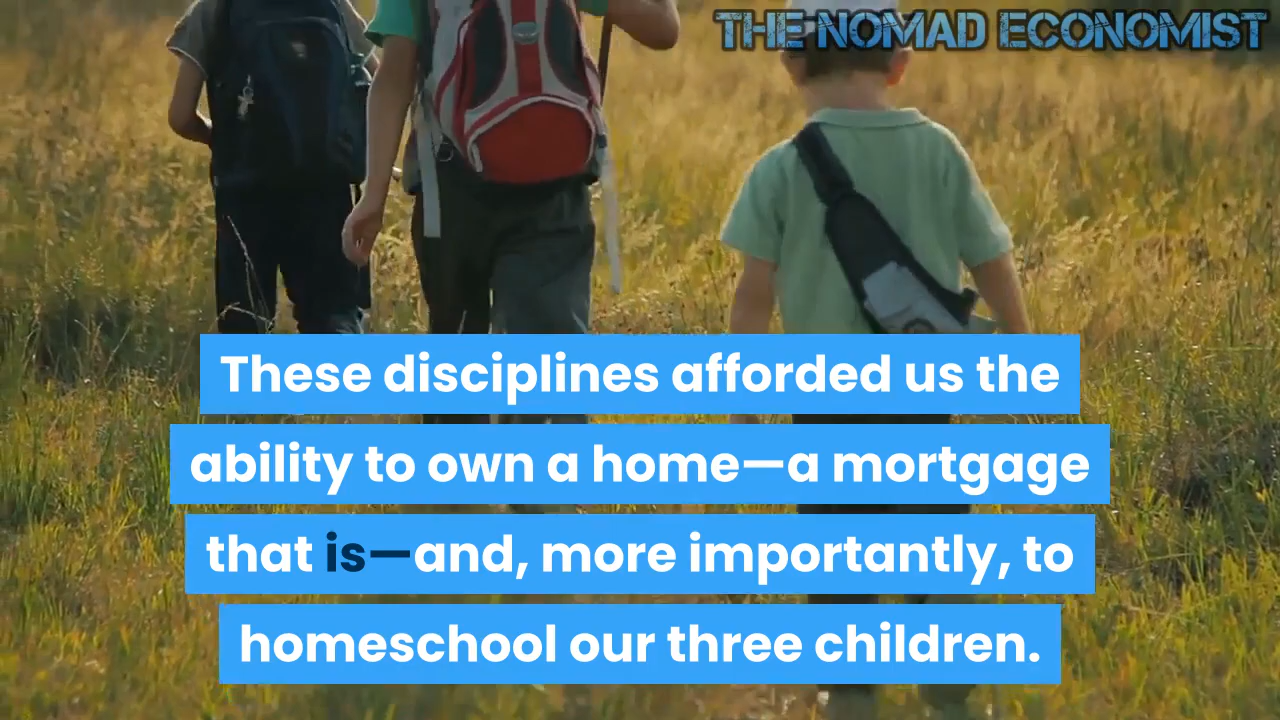 THE NOMAD ECONOMIST
These disciplines afforded us the
ability to own a home—a mortgage
that is—and, more importantly, to
homeschool our three children.